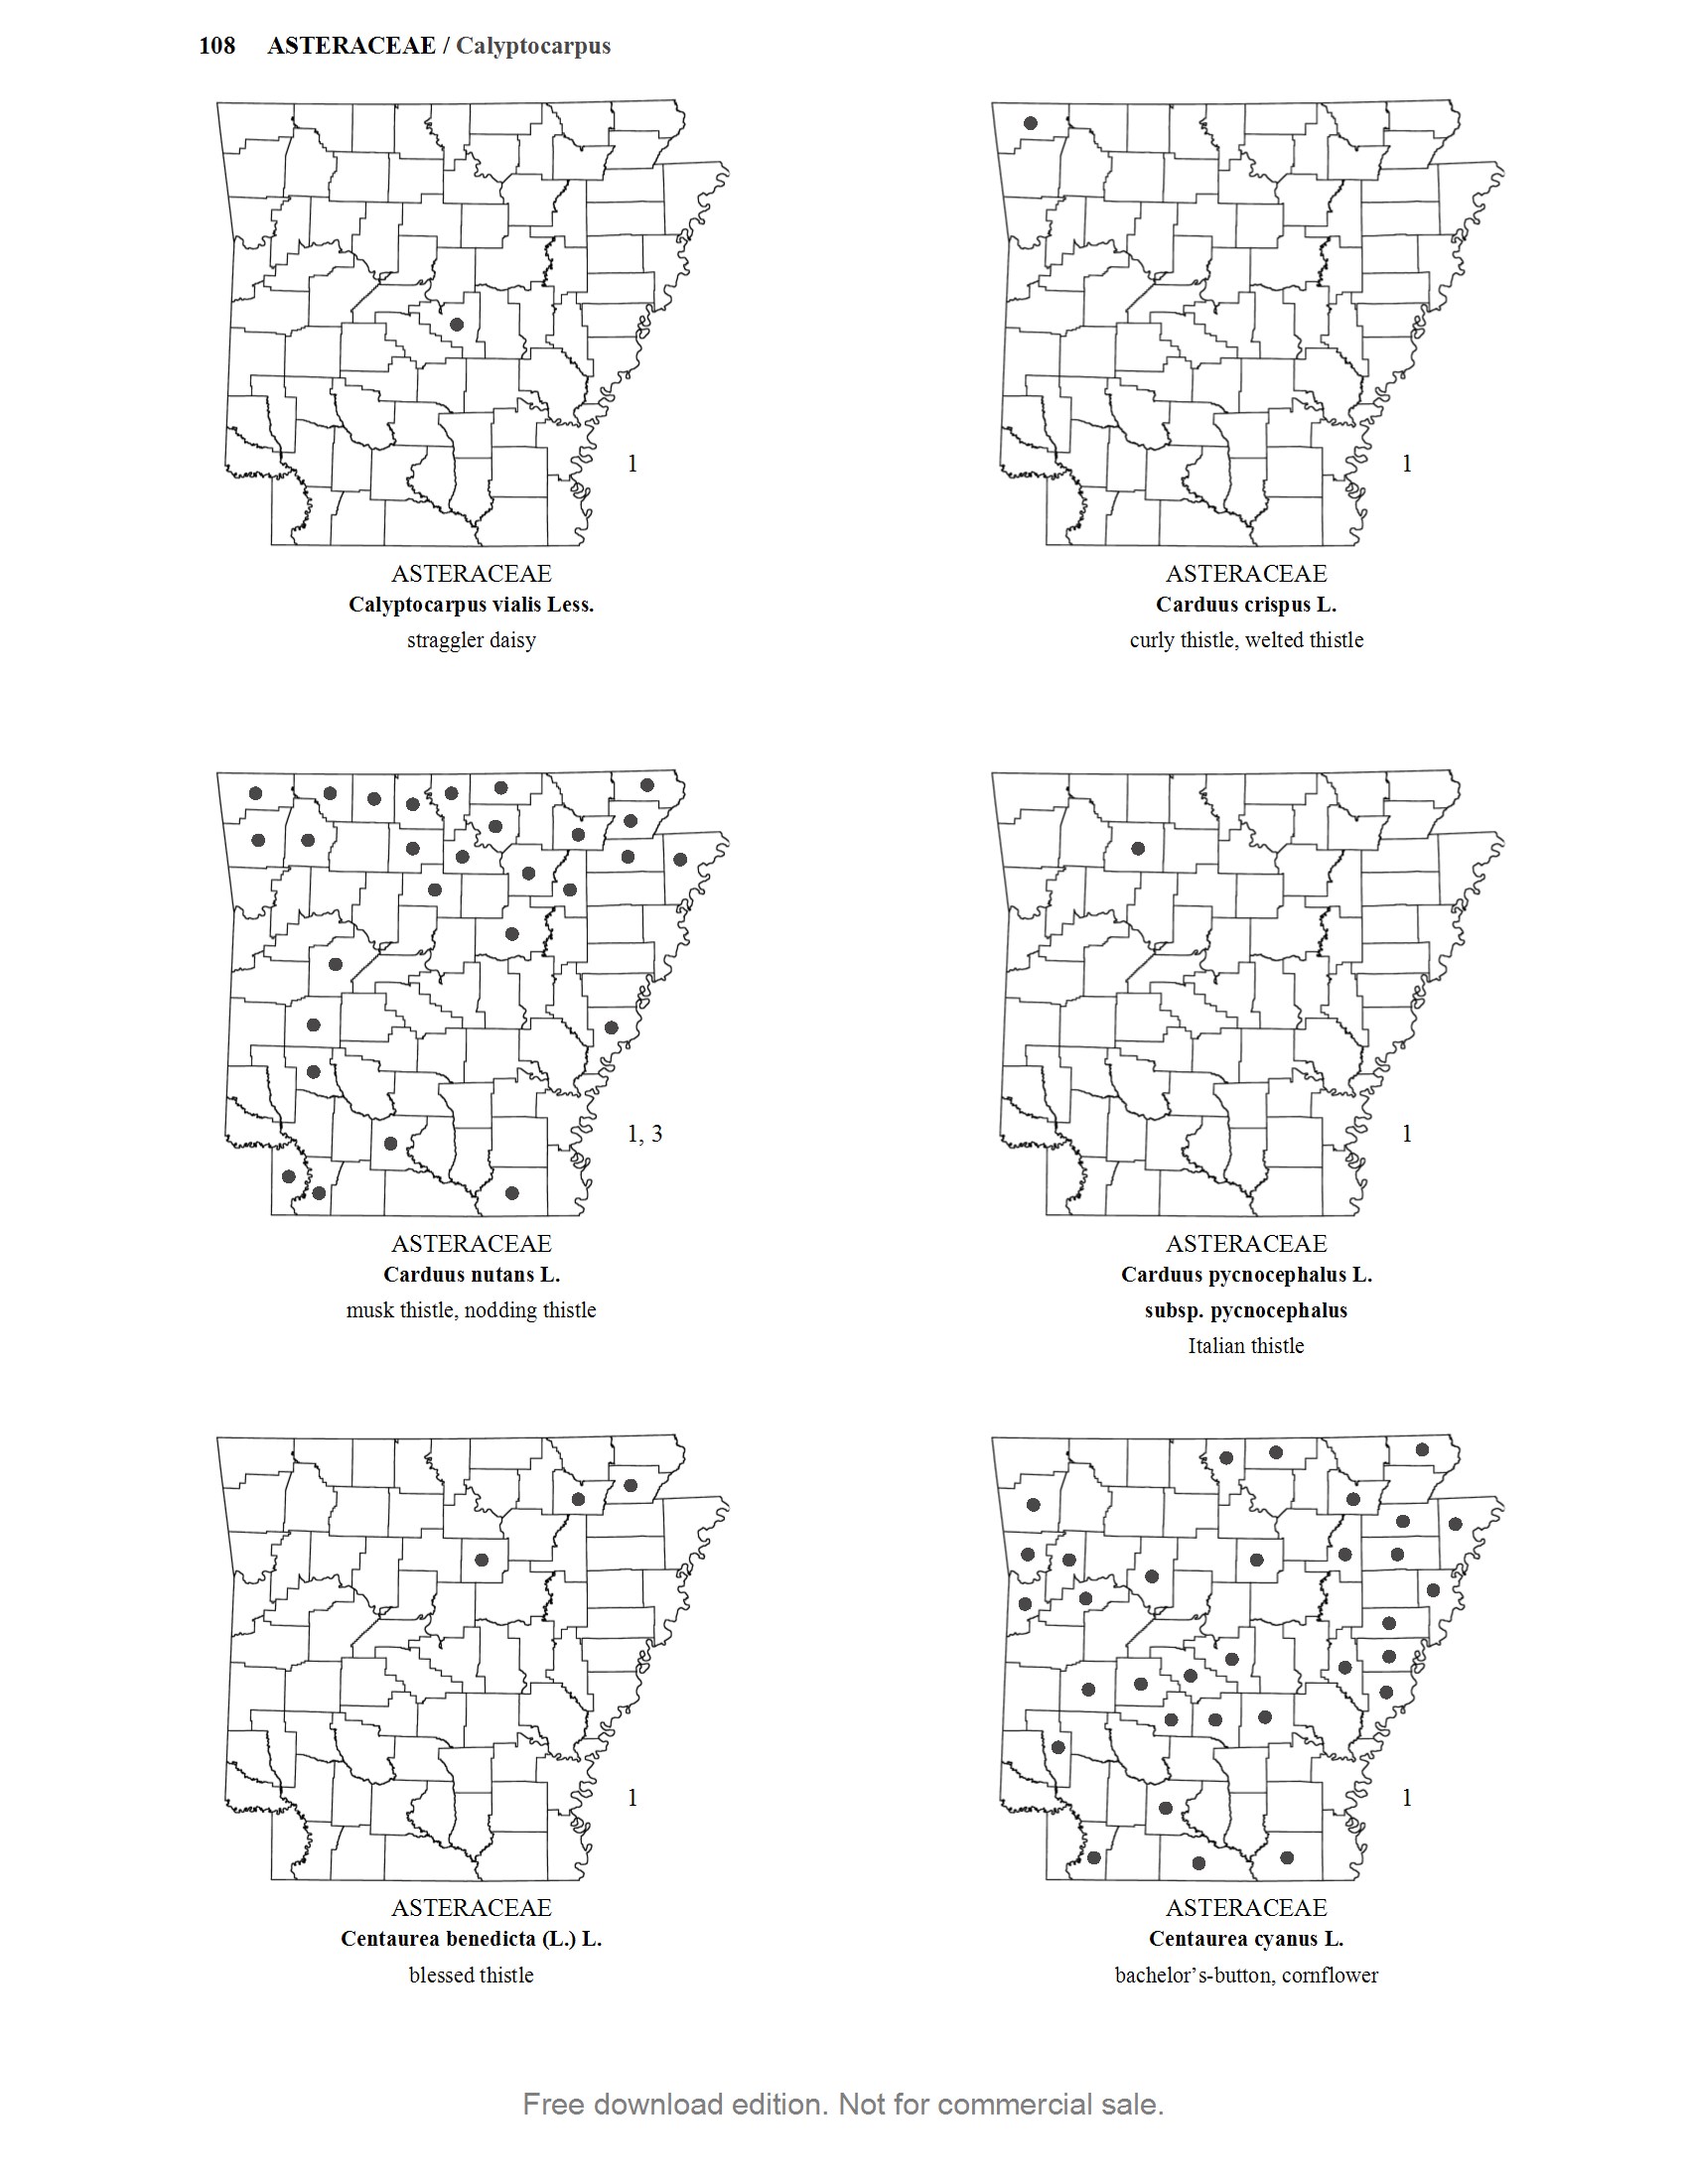 108 ASTERACEAE / Calyptocarpus
1
ASTERACEAE
Calyptocarpus vialis Less.
straggler daisy
1
ASTERACEAE
Carduus crispus L.
curly thistle, welted thistle
1, 3
ASTERACEAE
Carduus nutans L.
musk thistle, nodding thistle
1
ASTERACEAE
Carduus pycnocephalus L.
subsp. pycnocephalus
Italian thistle
1
ASTERACEAE
Centaurea benedicta (L.) L.
blessed thistle
1
ASTERACEAE
Centaurea cyanus L.
bachelor’s-button, cornflower
Free download edition. Not for commercial sale.